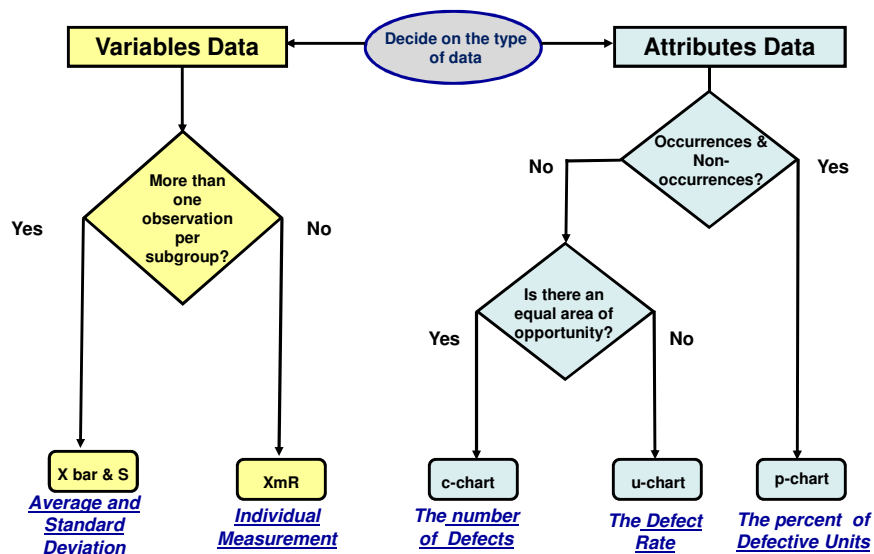 Variables Data
Decide on the type
of data
Attributes Data
More than
one
observation
per
subgroup?
Yes
No
Occurrences &
Non-
occurrences?
No
Yes
Is there an
equal area of
opportunity?
Yes
No
X bar & S
XmR
c-chart
u-chart
p-chart
Average and
Standard
Deviation
Individual
Measurement
The number
of Defects
The Defect
Rate
The percent of
Defective Units